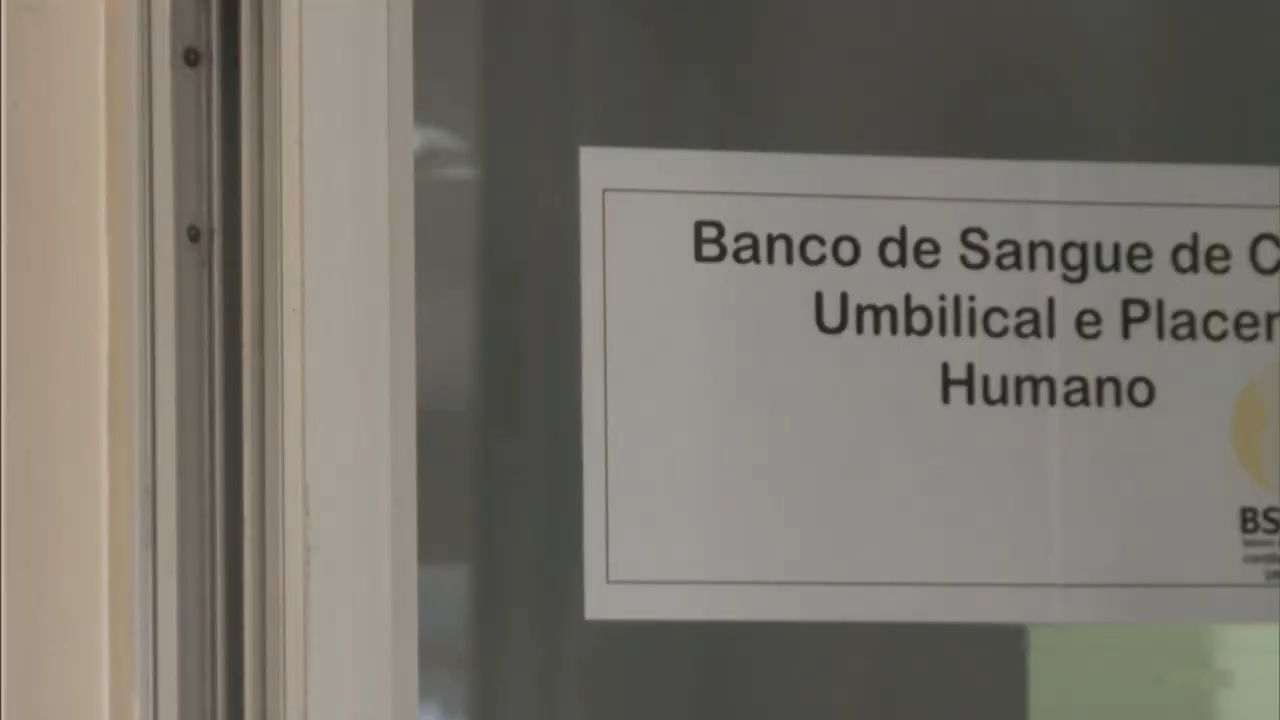 Banco de Sangue de C
Umbilical e Placen
Humano
BS